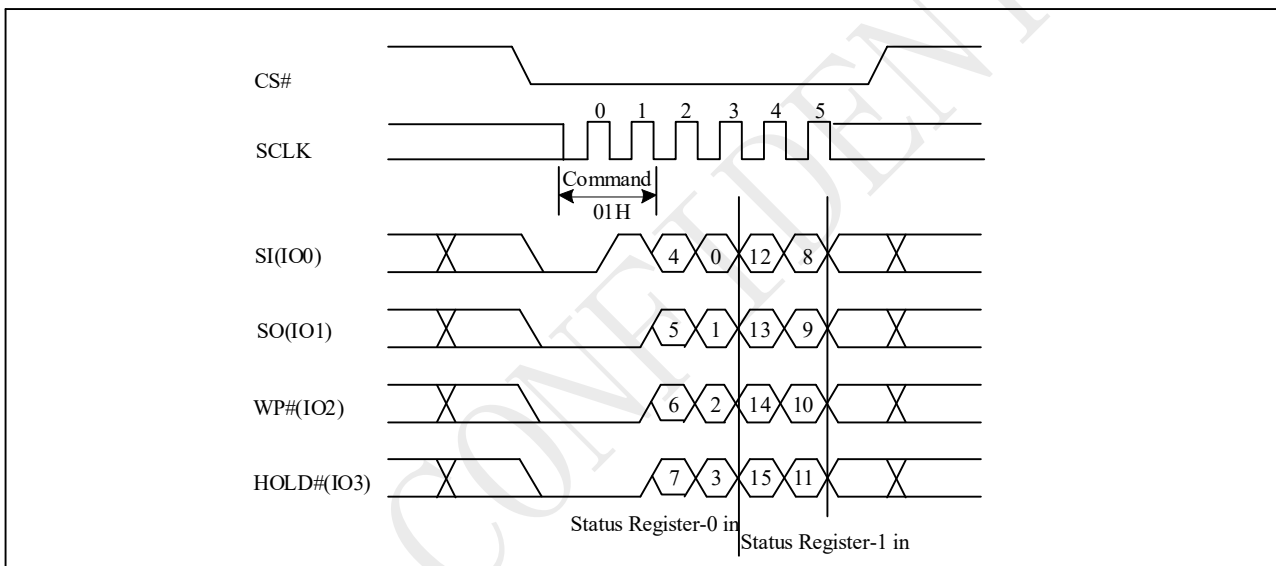 CS#
0 1 2 3 4 5
SCLK
Command
01H
SI(IO0) 4 0 12 8
SO(IO1) 5 1 13 9
WP#(IO2) 6 2 14 10
HOLD#(IO3) 7 3 15 11
Status Register-0 in
Status Register-1 in
CONFIDENT